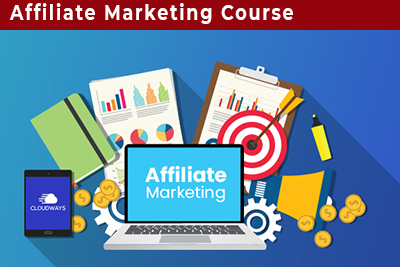 Affiliate Marketing Course
Affiliate
Marketing
CLOUDWAYS